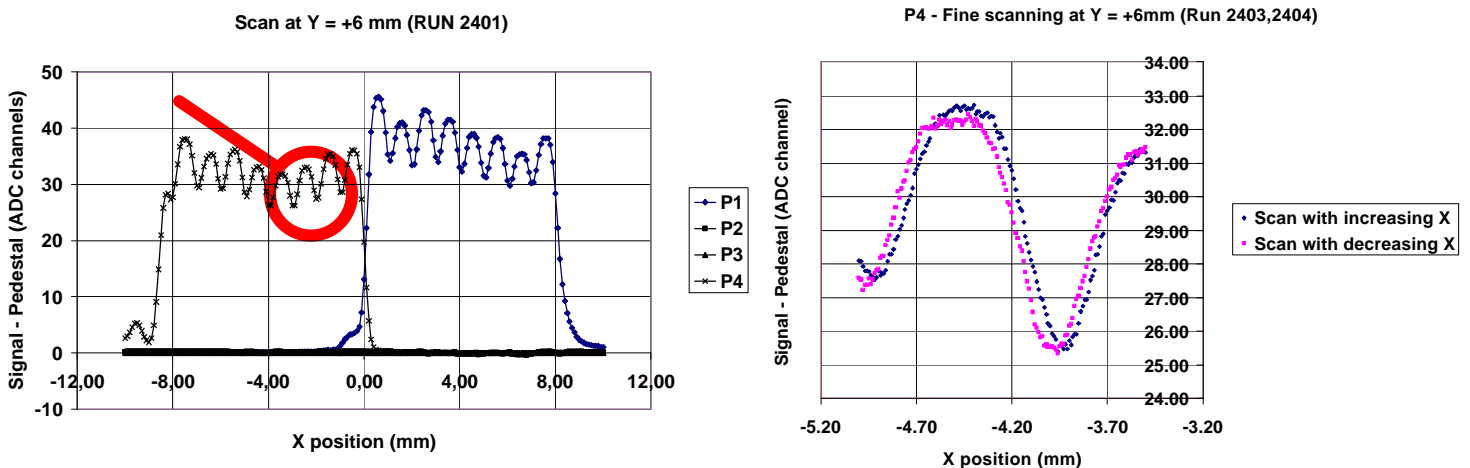 Scan at Y = +6 mm (RUN 2401)
Signal - Pedestal (ADC channels)
50
40
30
20
10
0
-10
-12,00 -8,00 -4,00 0,00 4,00 8,00 12,00
X position (mm)
P1
P2
P3
P4
P4 - Fine scanning at Y = +6mm (Run 2403,2404)
Signal - Pedestal (ADC channel)
34.00
33.00
32.00
31.00
30.00
29.00
28.00
27.00
26.00
25.00
24.00
-5.20 -4.70 -4.20 -3.70 -3.20
X position (mm)
Scan with increasing X
Scan with decreasing X